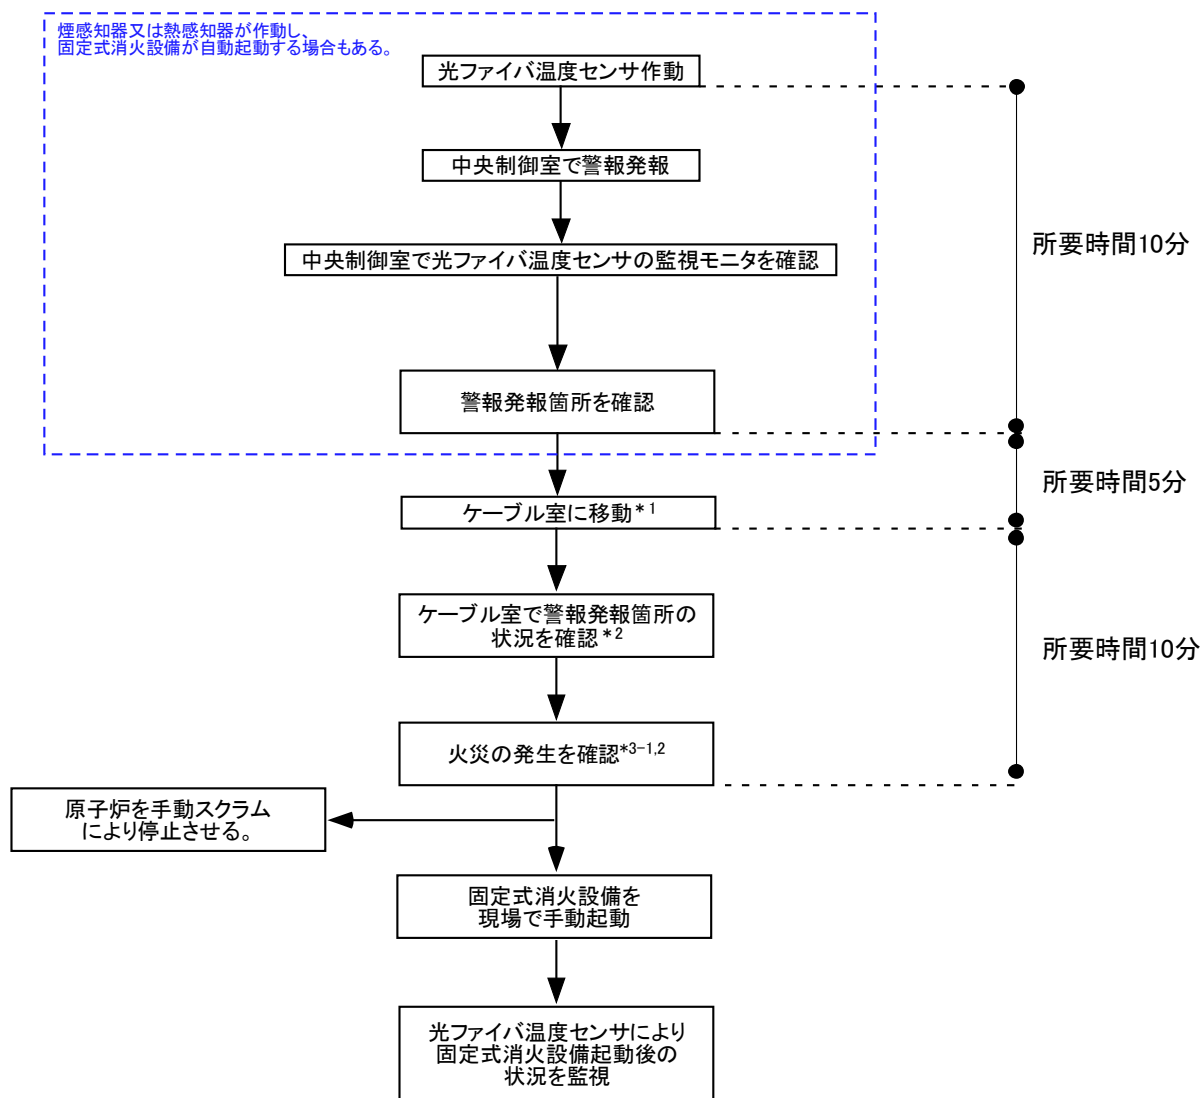 煙感知器又は熱感知器が作動し、
固定式消火設備が自動起動する場合もある。
光ファイバ温度センサ作動
中央制御室で警報発報
中央制御室で光ファイバ温度センサの監視モニタを確認
所要時間10分
警報発報箇所を確認
所要時間5分
ケーブル室に移動*1
ケーブル室で警報発報箇所の
状況を確認*2
所要時間10分
火災の発生を確認*3-1,2
原子炉を手動スクラム
により停止させる。
固定式消火設備を
現場で手動起動
光ファイバ温度センサにより
固定式消火設備起動後の
状況を監視